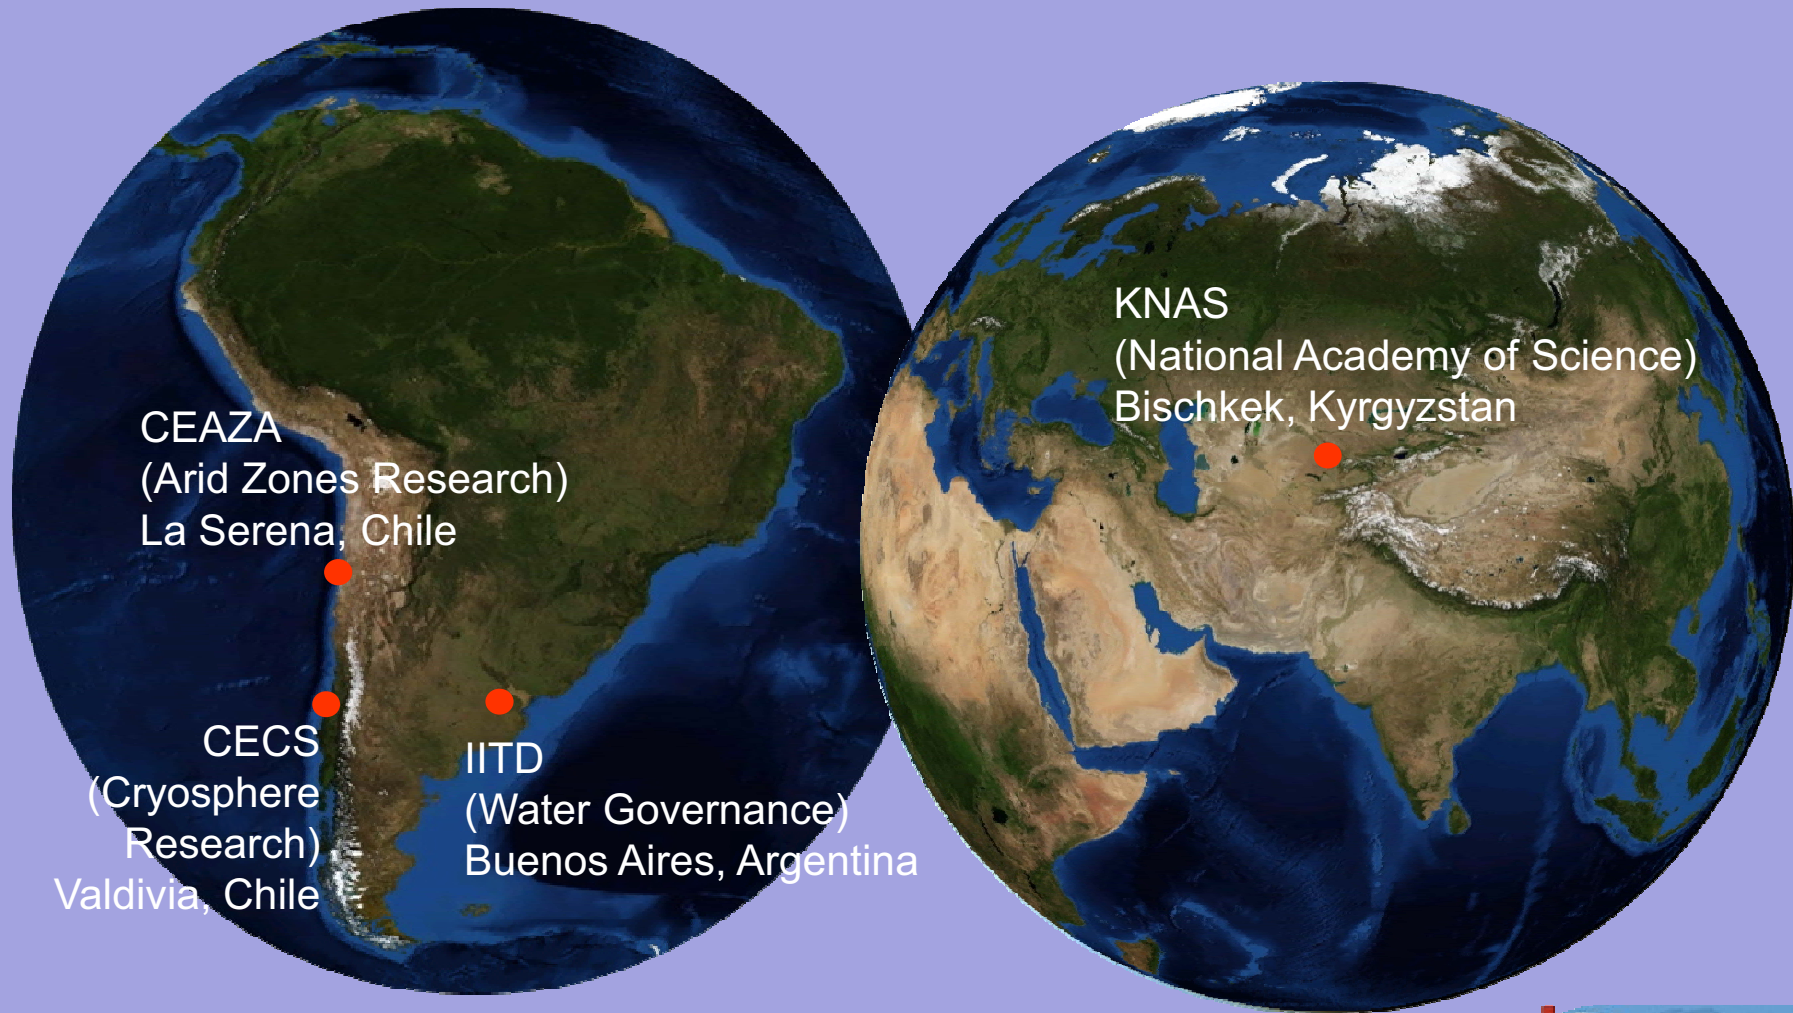 CEAZA
(Arid Zones Research)
La Serena, Chile
CECS
(Cryosphere
Research)
Valdivia, Chile
IITD
(Water Governance)
Buenos Aires, Argentina
KNAS
(National Academy of Science)
Bischkek, Kyrgyzstan